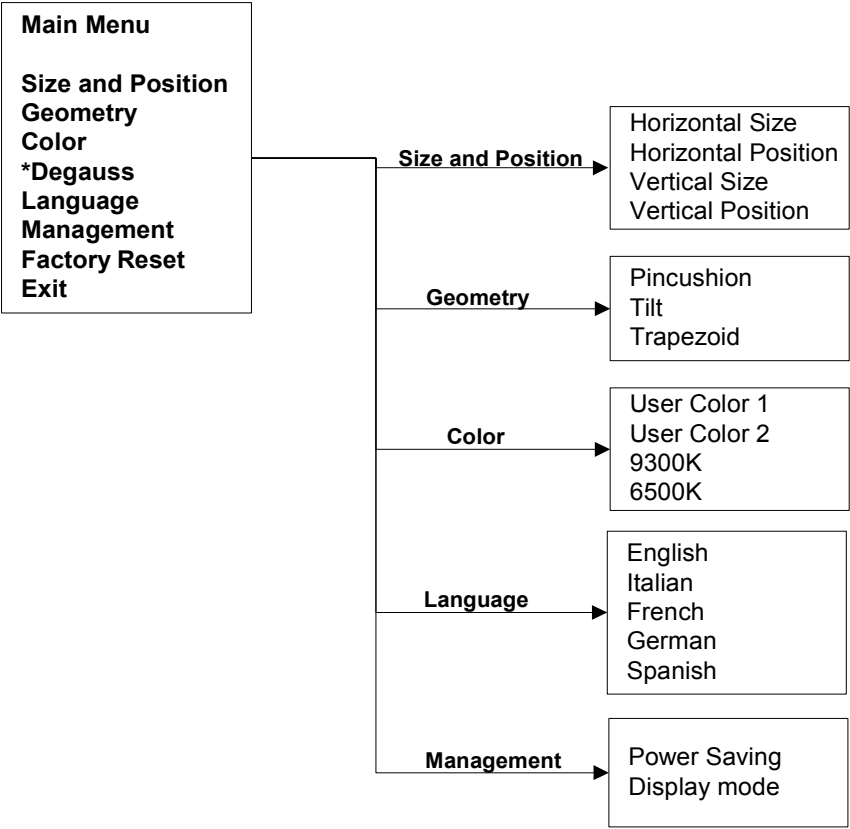 Main Menu
Size and Position
Geometry
Color
*Degauss
Language
Management
Factory Reset
Exit
Size and Position
Horizontal Size
Horizontal Position
Vertical Size
Vertical Position
Geometry
Pincushion
Tilt
Trapezoid
Color
User Color 1
User Color 2
9300K
6500K
Language
English
Italian
French
German
Spanish
Management
Power Saving
Display mode